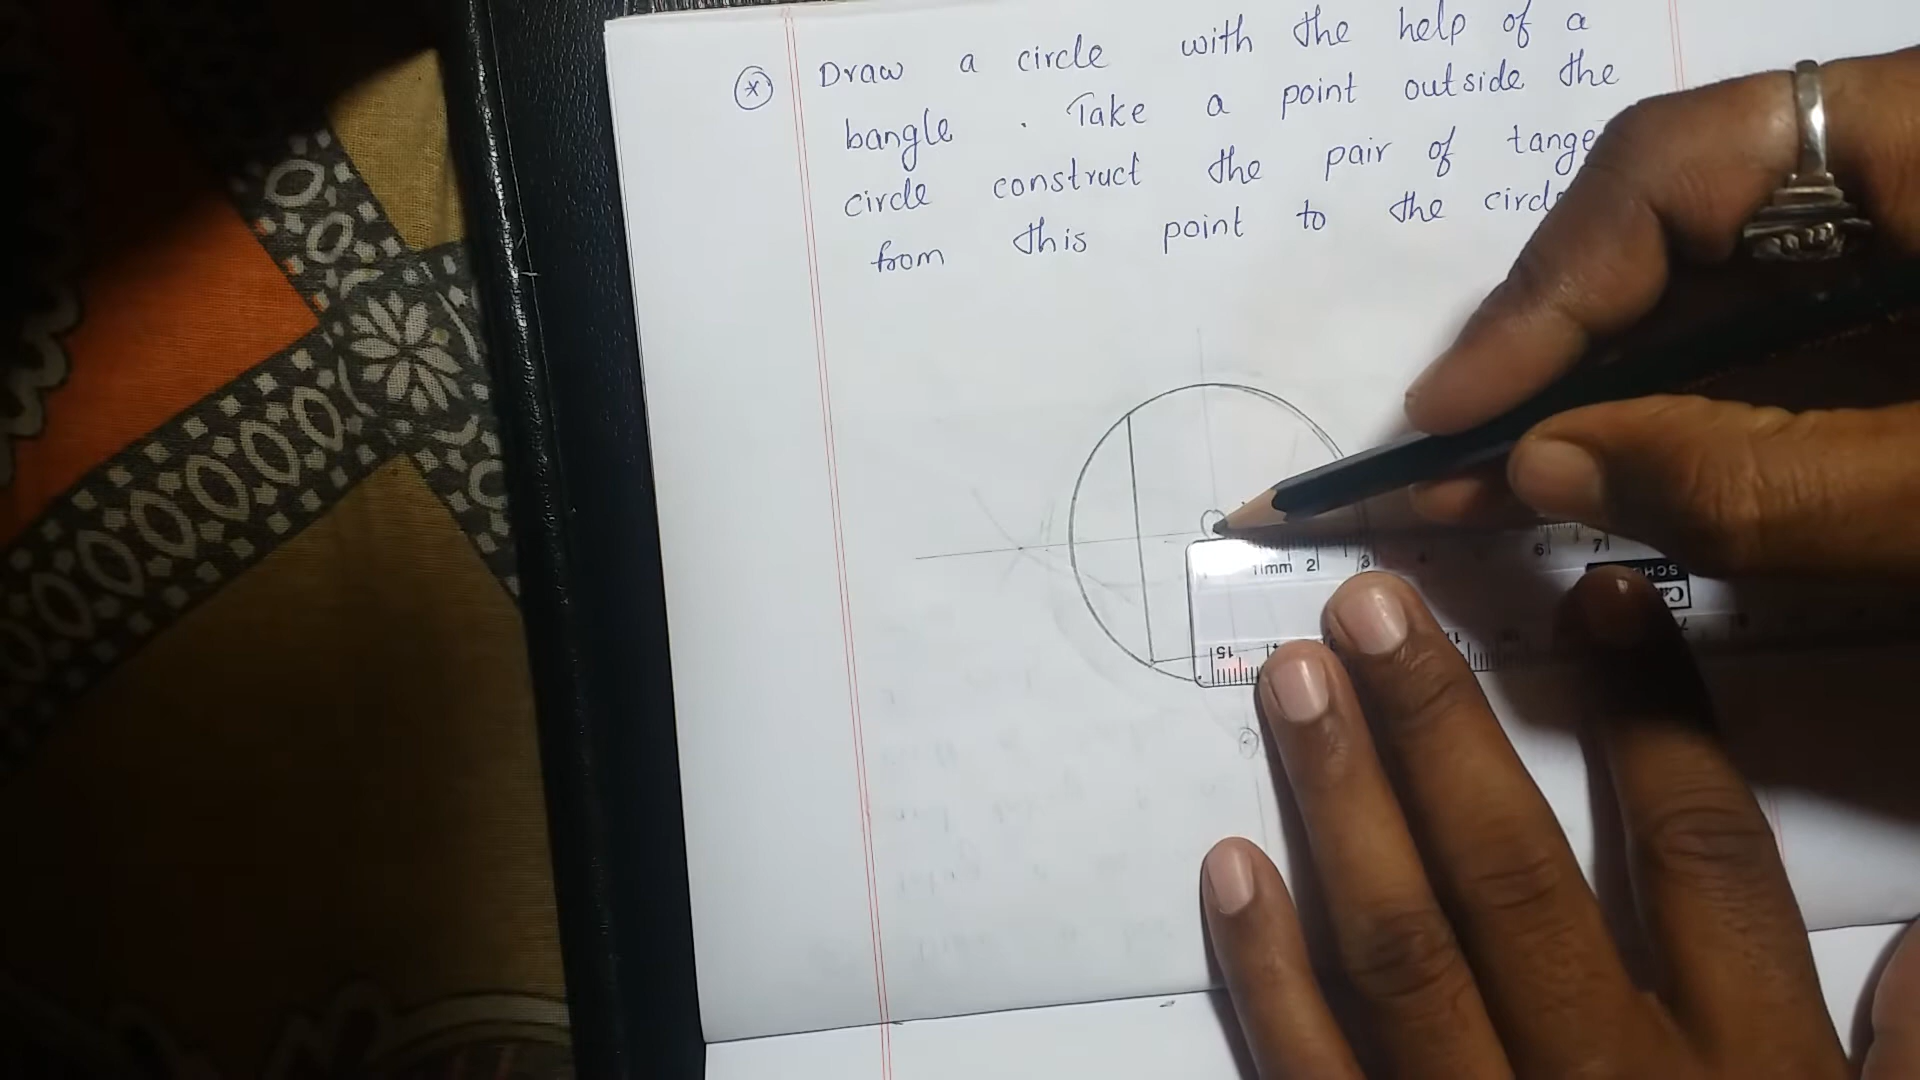 * Draw a circle with the help of a
bangle . Take a point outside the
circle construct the pair of
from this point to the
1mm 2 3 6 7
15